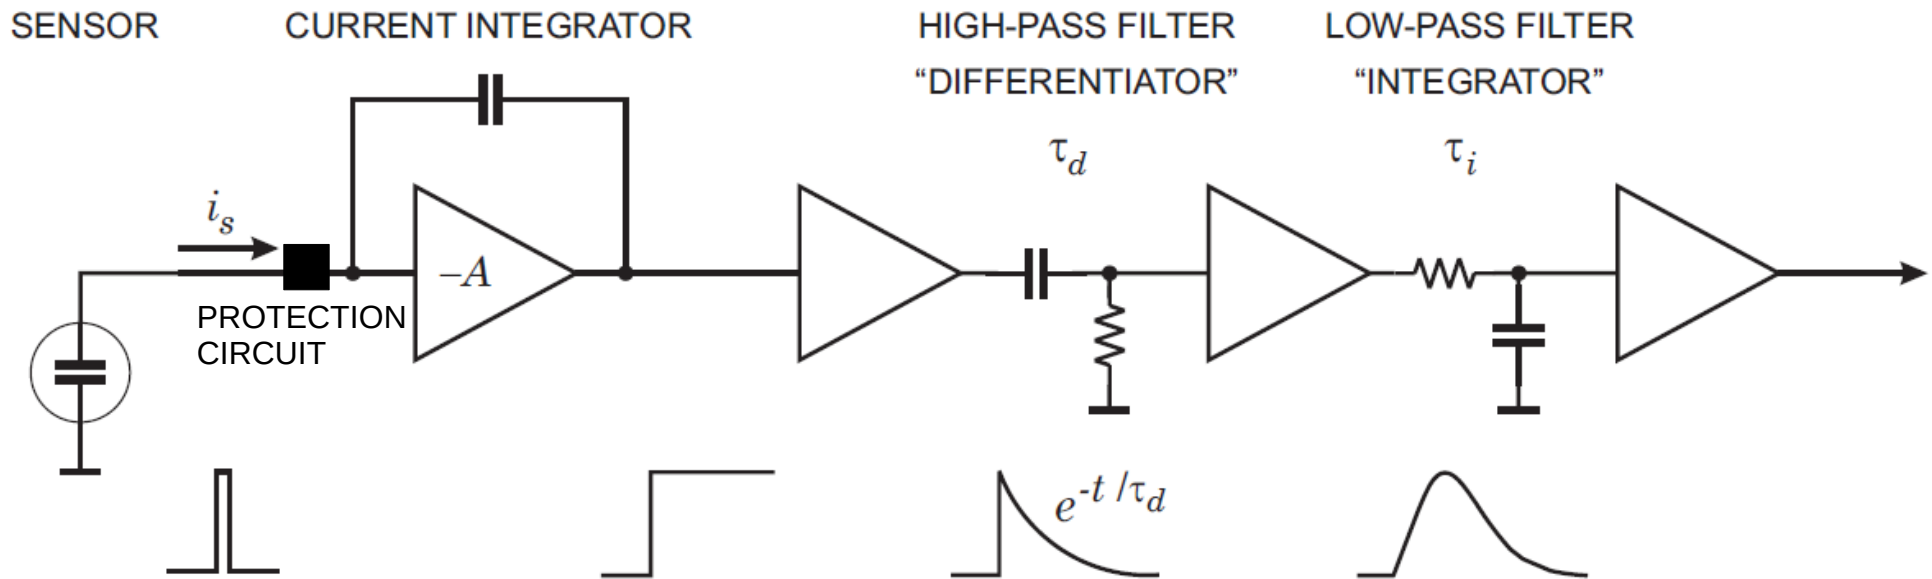 SENSOR
CURRENT INTEGRATOR
HIGH-PASS FILTER
“DIFFERENTIATOR”
LOW-PASS FILTER
“INTEGRATOR”
τd
τi
is
–A
PROTECTION
CIRCUIT
e-t /τd